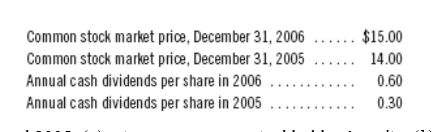 Common stock market price, December 31, 2006 ...... $15.00
Common stock market price, December 31, 2005 ...... 14.00
Annual cash dividends per share in 2006 ............ 0.60
Annual cash dividends per share in 2005 ............ 0.30